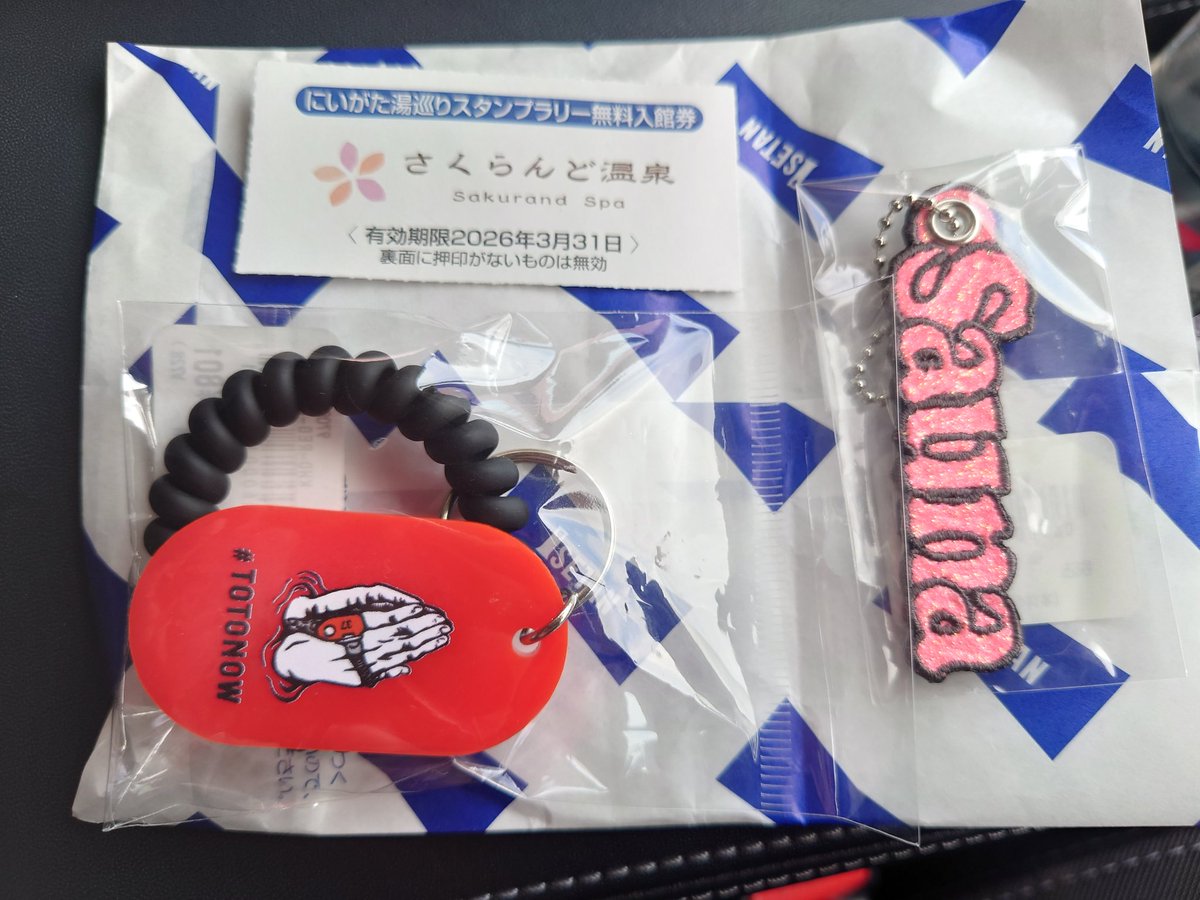 にいがた湯巡りスタンプラリー無料入館券
さくらんど温泉
Sakurand Spa
〈 有効期限2026年3月31日 〉
裏面に押印がないものは無効
ISETAN
Sauna
#TOTONOW
37